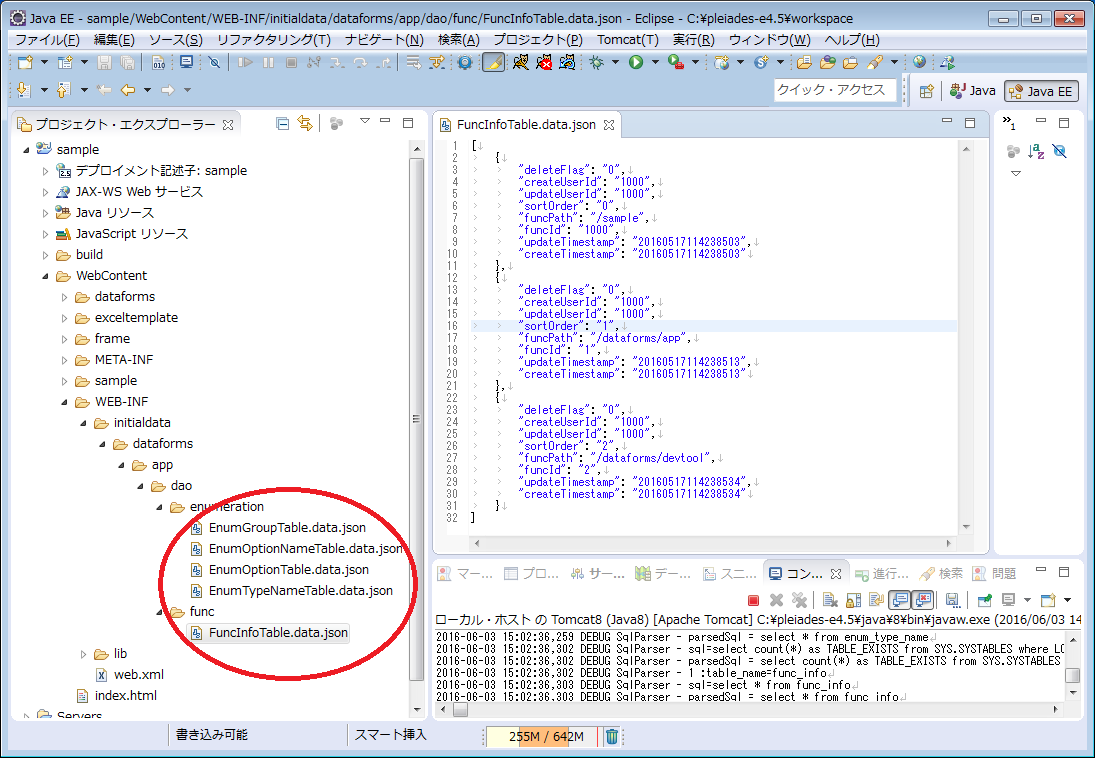 Java EE - sample/WebContent/WEB-INF/initialdata/dataforms/app/dao/func/FuncInfoTable.data.json - Eclipse - C:¥pleiades-e4.5¥workspace
ファイル(F) 編集(E) ソース(S) リファクタリング(T) ナビゲート(N) 検索(A) プロジェクト(P) Tomcat(T) 実行(R) ウィンドウ(W) ヘルプ(H)
クイック・アクセス Java Java EE
プロジェクト・エクスプローラー
sample
デプロイメント記述子: sample
JAX-WS Web サービス
Java リソース
JavaScript リソース
build
WebContent
dataforms
exceltemplate
frame
META-INF
sample
WEB-INF
initialdata
dataforms
app
dao
enumeration
EnumGroupTable.data.json
EnumOptionNameTable.data.json
EnumOptionTable.data.json
EnumTypeNameTable.data.json
func
FuncInfoTable.data.json
lib
web.xml
index.html
Servers
FuncInfoTable.data.json
1 [↓
2 {↓
3 "deleteFlag": "0",↓
4 "createUserId": "1000",↓
5 "updateUserId": "1000",↓
6 "sortOrder": "0",↓
7 "funcPath": "/sample",↓
8 "funcId": "1000",↓
9 "updateTimestamp": "20160517114238503",↓
10 "createTimestamp": "20160517114238503"↓
11 },↓
12 {↓
13 "deleteFlag": "0",↓
14 "createUserId": "1000",↓
15 "updateUserId": "1000",↓
16 "sortOrder": "1",↓
17 "funcPath": "/dataforms/app",↓
18 "funcId": "1",↓
19 "updateTimestamp": "20160517114238513",↓
20 "createTimestamp": "20160517114238513"↓
21 },↓
22 {↓
23 "deleteFlag": "0",↓
24 "createUserId": "1000",↓
25 "updateUserId": "1000",↓
26 "sortOrder": "2",↓
27 "funcPath": "/dataforms/devtool",↓
28 "funcId": "2",↓
29 "updateTimestamp": "20160517114238534",↓
30 "createTimestamp": "20160517114238534"↓
31 }↓
32 ]
»1
マー... プロ... サー... デー... スニ... コン... 進行... 検索 問題
ローカル・ホスト の Tomcat8 (Java8) [Apache Tomcat] C:¥pleiades-e4.5¥java¥8¥bin¥javaw.exe (2016/06/03 14
2016-06-03 15:02:36,259 DEBUG SqlParser - parsedSql = select * from enum_type_name
2016-06-03 15:02:36,302 DEBUG SqlParser - sql=select count(*) as TABLE_EXISTS from SYS.SYSTABLES where LO
2016-06-03 15:02:36,302 DEBUG SqlParser - parsedSql = select count(*) as TABLE_EXISTS from SYS.SYSTABLES
2016-06-03 15:02:36,302 DEBUG SqlParser - 1 :table_name=func_info
2016-06-03 15:02:36,303 DEBUG SqlParser - sql=select * from func_info
2016-06-03 15:02:36,303 DEBUG SqlParser - parsedSql = select * from func info
書き込み可能 スマート挿入 255M / 642M